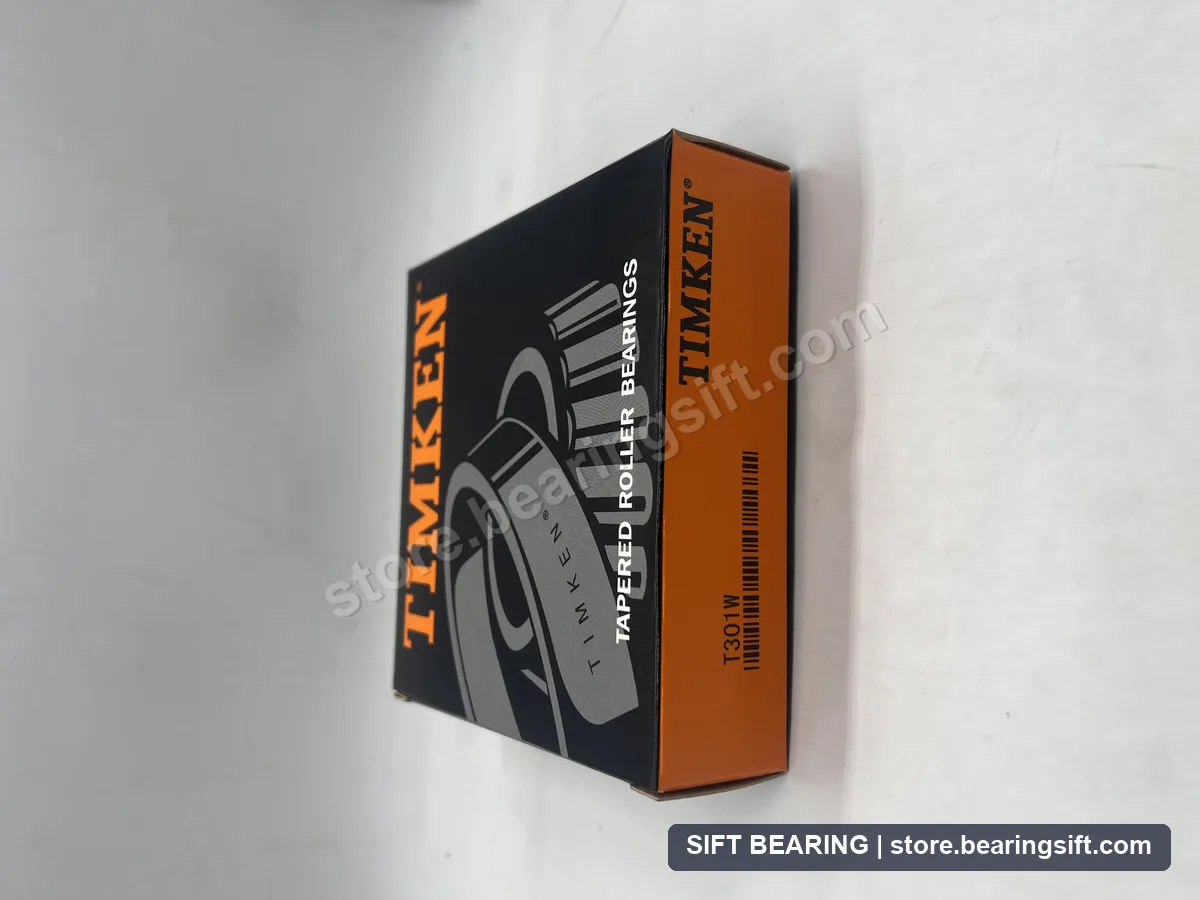 TIMKEN
TIMKEN®
TAPERED ROLLER BEARINGS
TIMKEN®
T301W
store.bearingsift.com
SIFT BEARING | store.bearingsift.com